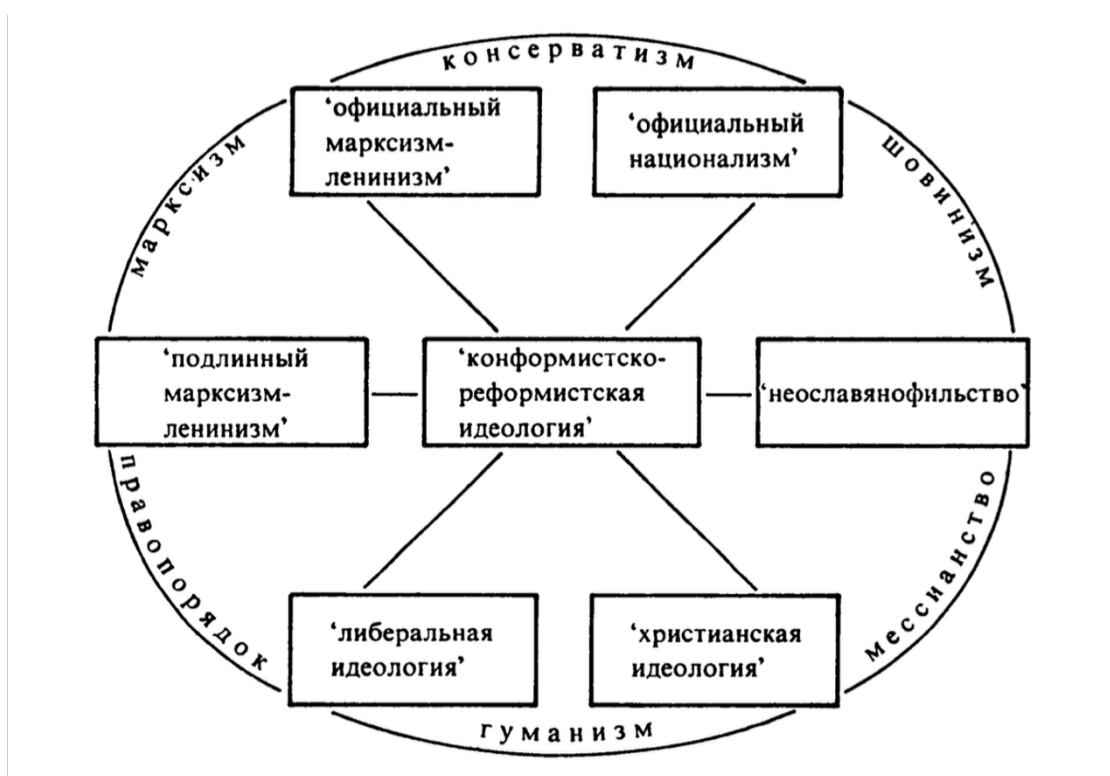 консерватизм
'официальный
марксизм-
ленинизм'
'официальный
национализм'
марксизм
шовинизм
'подлинный
марксизм-
ленинизм'
'конформистско-
реформистская
идеология'
'неославянофильство'
правопорядок
мессианство
'либеральная
идеология'
'христианская
идеология'
гуманизм